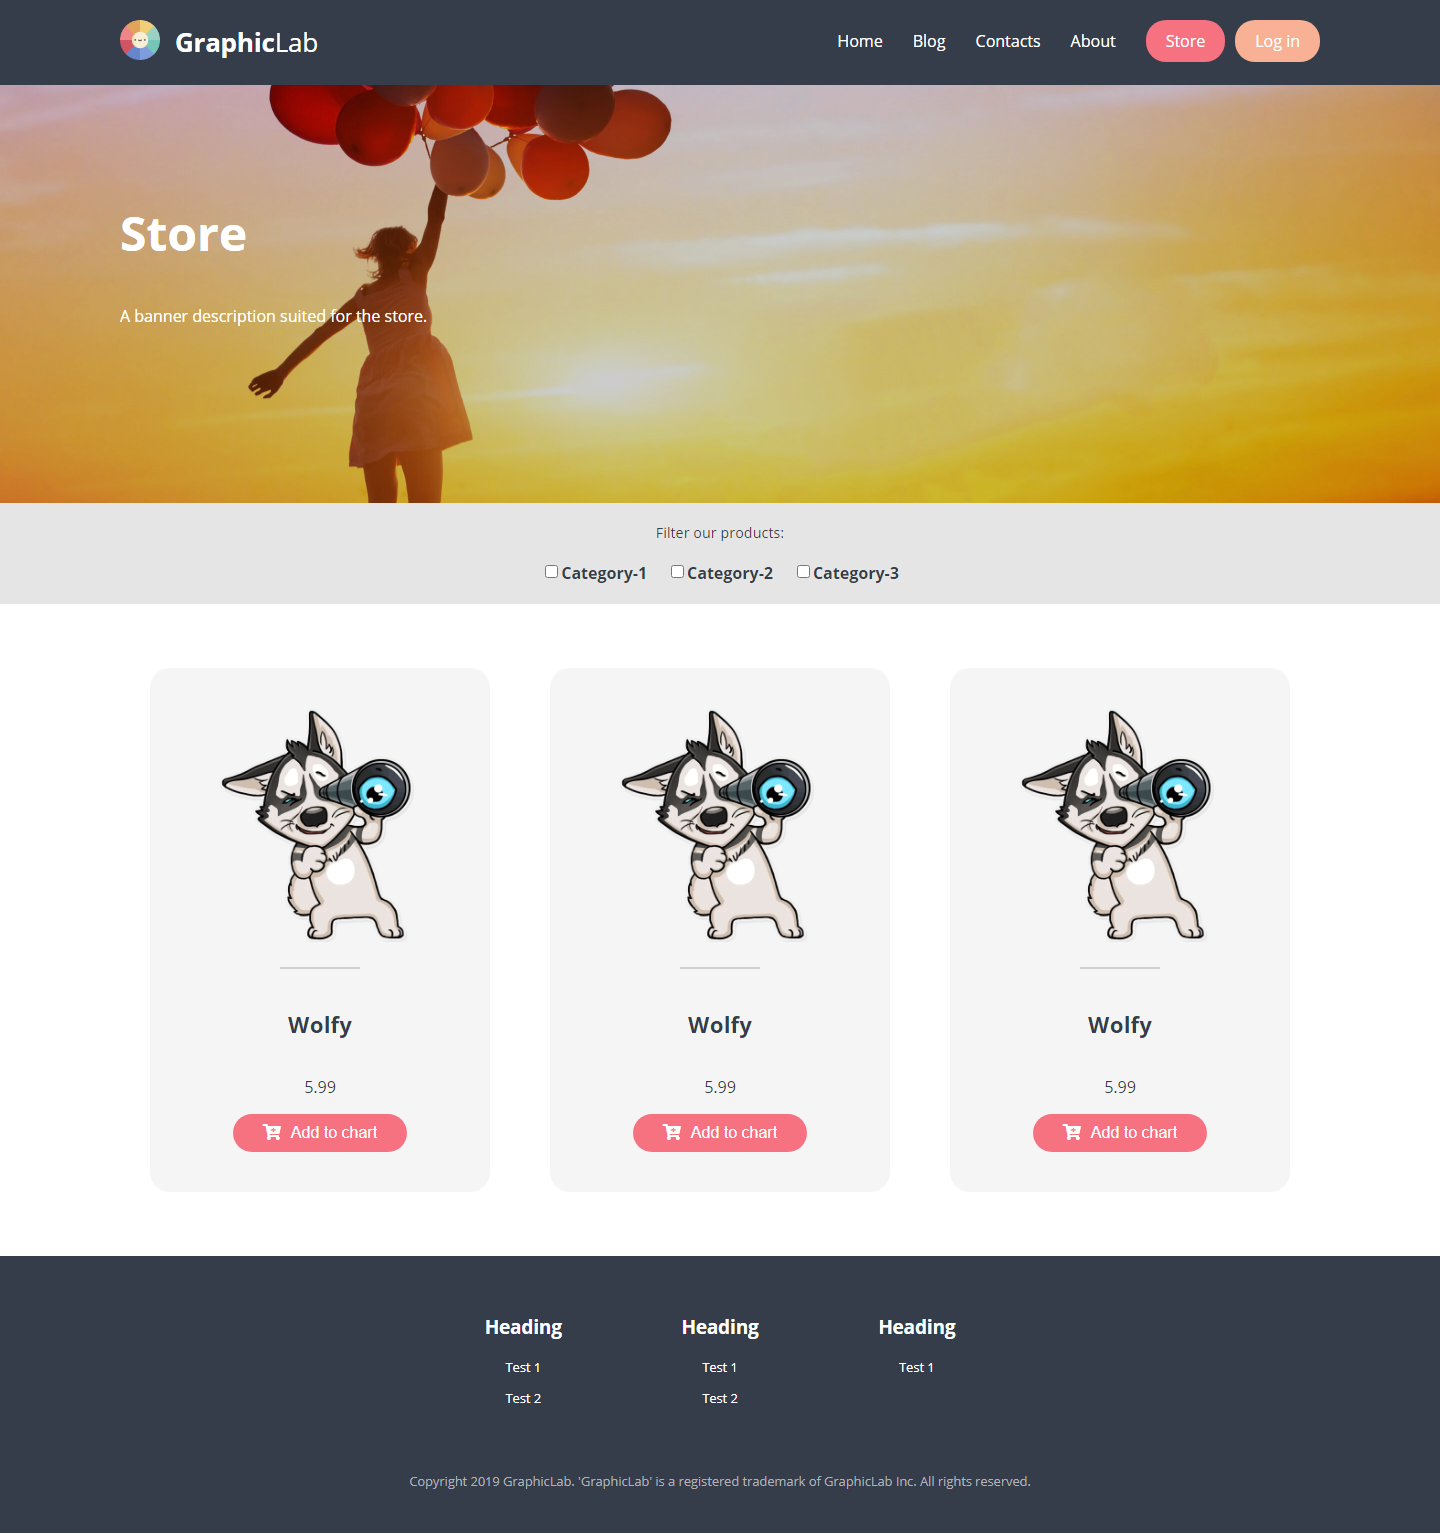 GraphicLab
Home Blog Contacts About Store Log in
Store
A banner description suited for the store.
Filter our products:
Category-1 Category-2 Category-3
Wolfy Wolfy Wolfy
5.99 5.99 5.99
Add to chart Add to chart Add to chart
Heading Heading Heading
Test 1 Test 1 Test 1
Test 2 Test 2
Copyright 2019 GraphicLab. 'GraphicLab' is a registered trademark of GraphicLab Inc. All rights reserved.